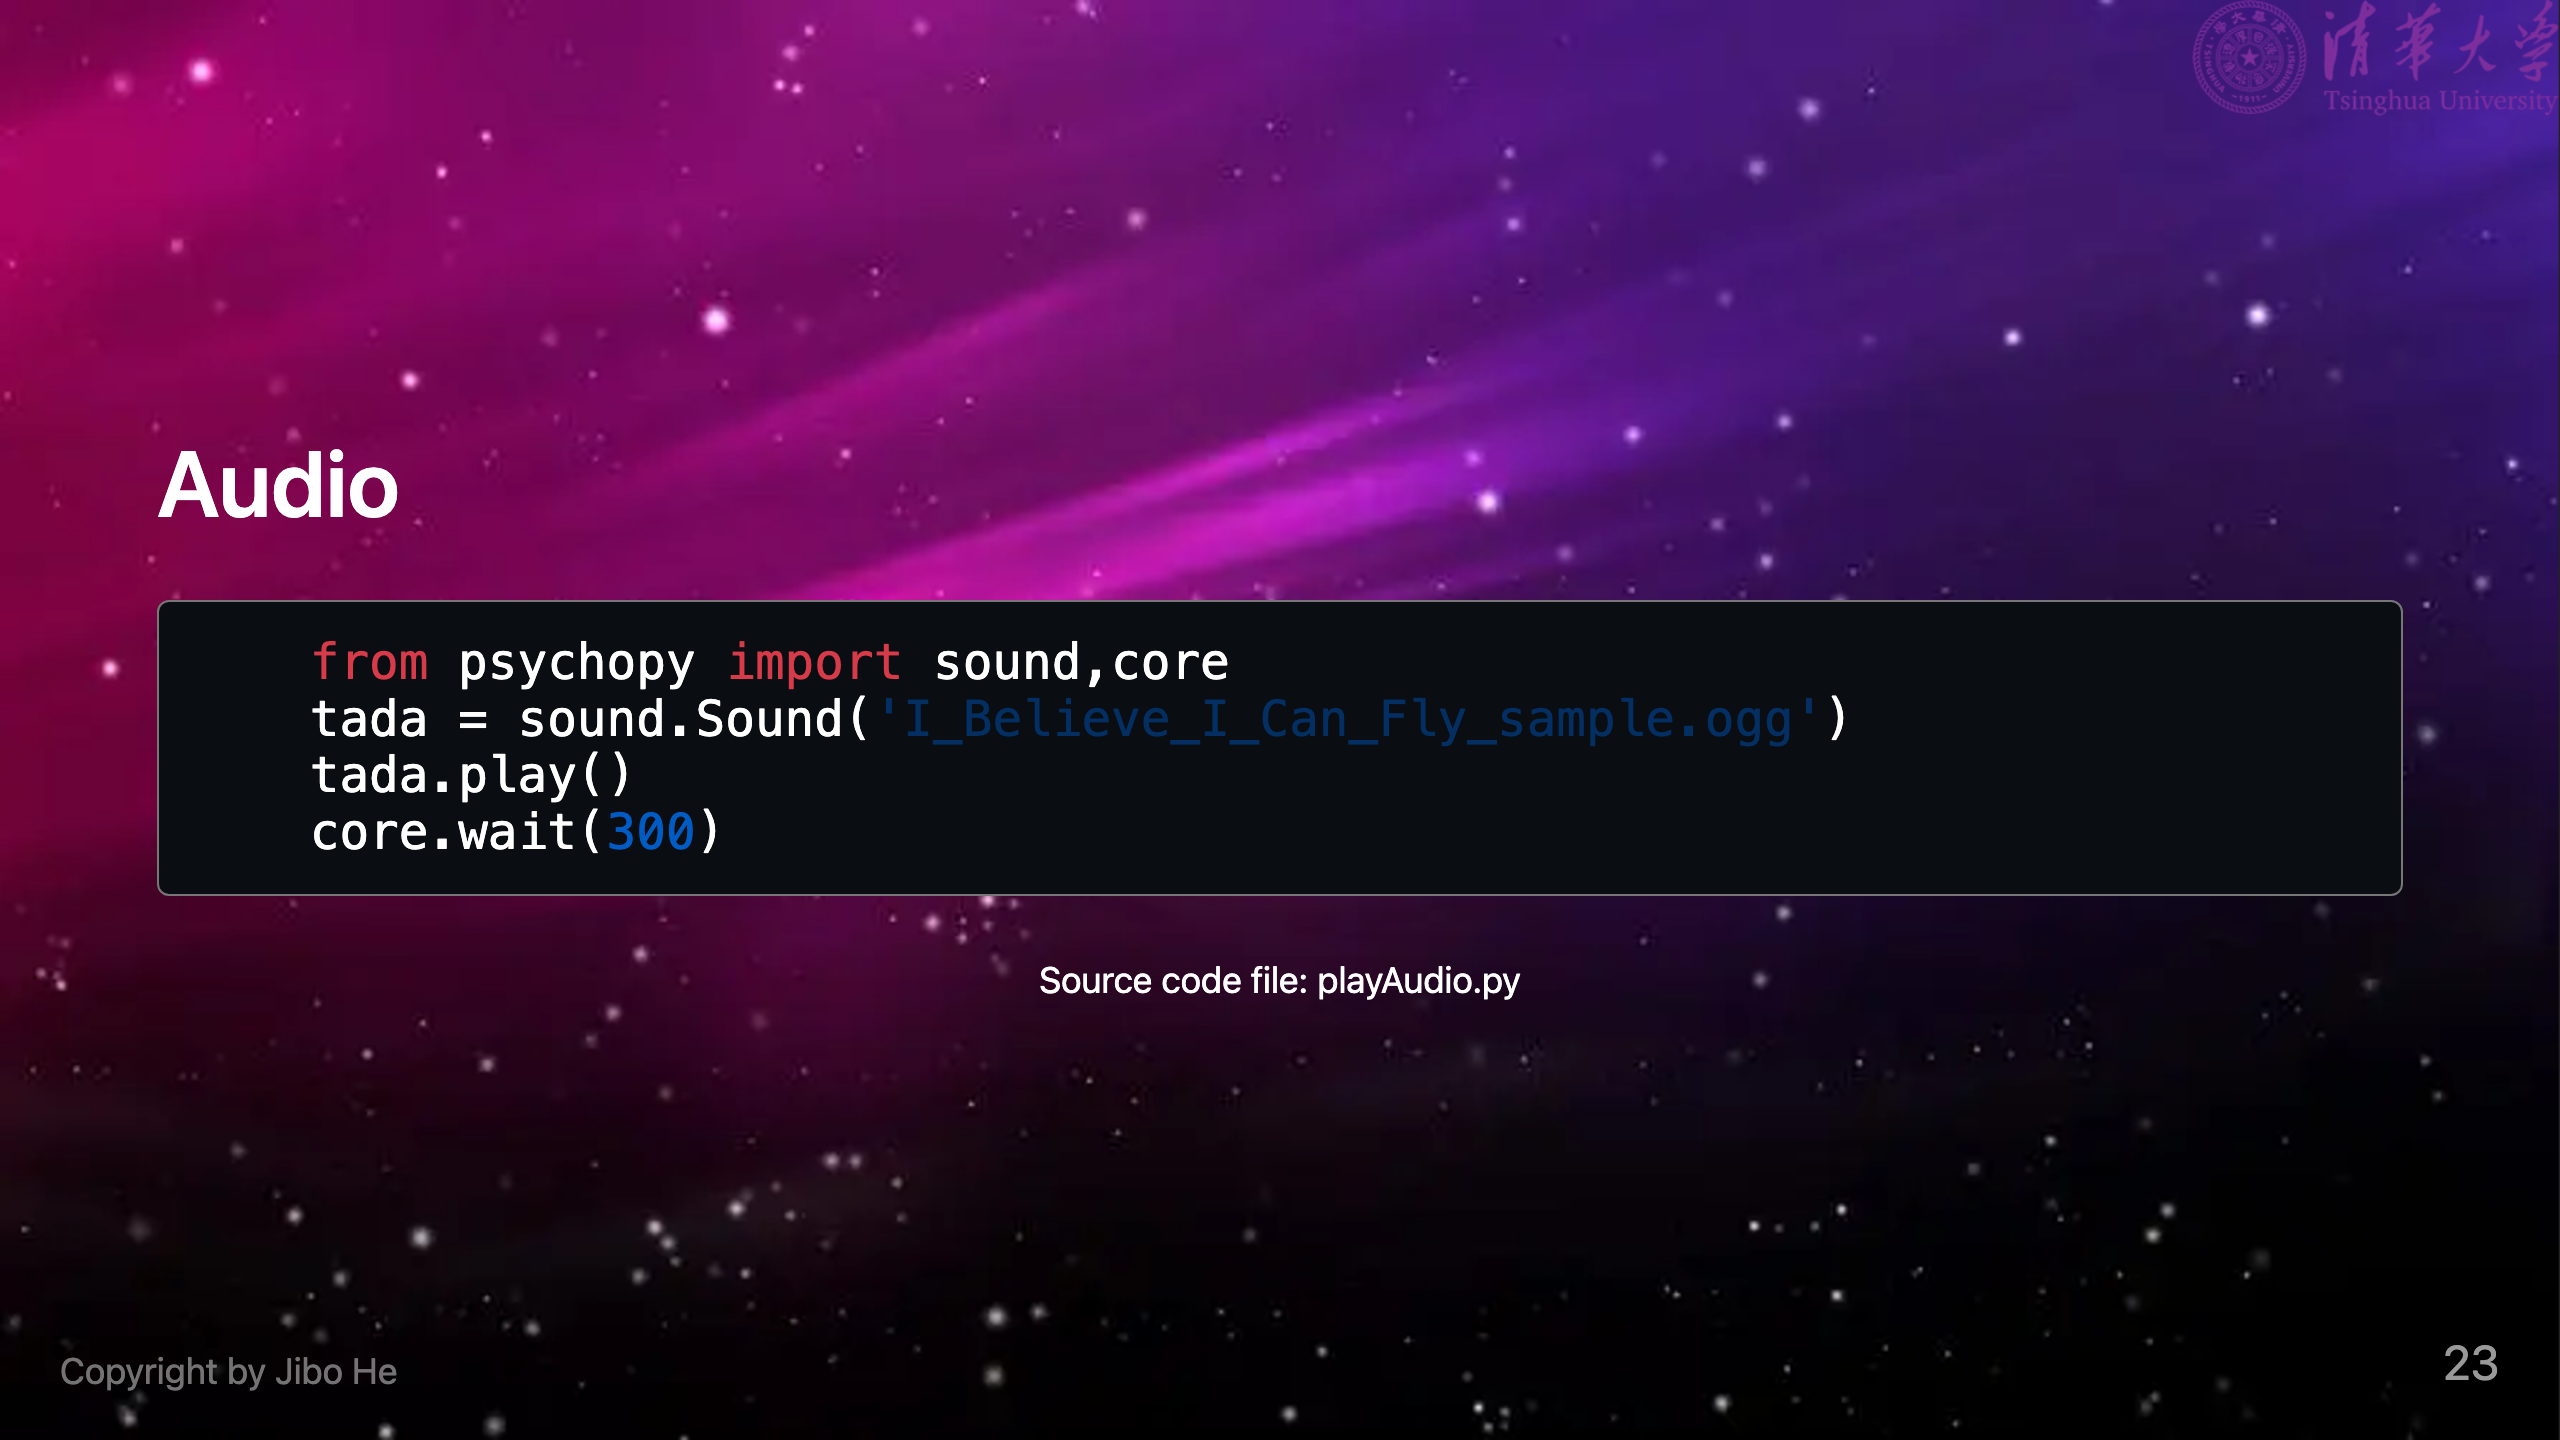 清华大学
Tsinghua University
Audio
from psychopy import sound,core
tada = sound.Sound('I_Believe_I_Can_Fly_sample.ogg')
tada.play()
core.wait(300)
Source code file: playAudio.py
Copyright by Jibo He
23